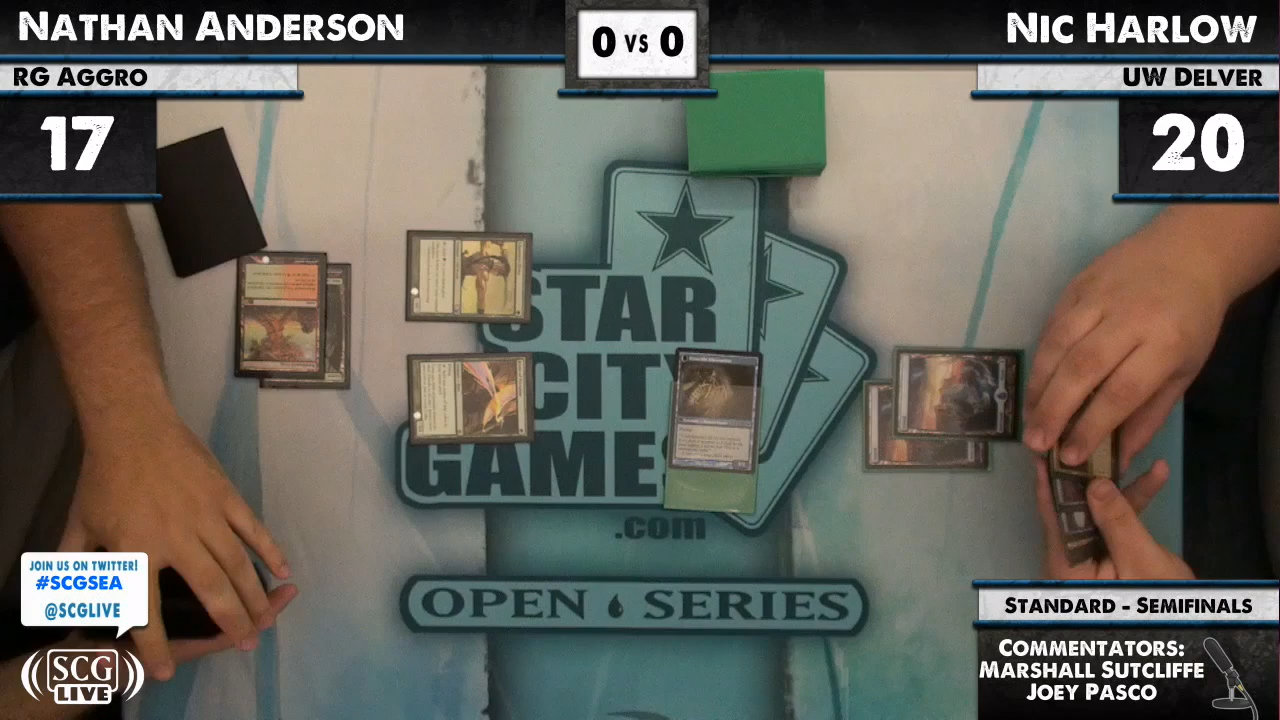 NATHAN ANDERSON
0 VS 0
NIC HARLOW
RG AGGRO
UW DELVER
17
20
STAR
CITY
GAMES
.com
OPEN SERIES
JOIN US ON TWITTER!
#SCGSEA
@SCGLIVE
SCG
LIVE
STANDARD - SEMIFINALS
COMMENTATORS:
MARSHALL SUTCLIFFE
JOEY PASCO